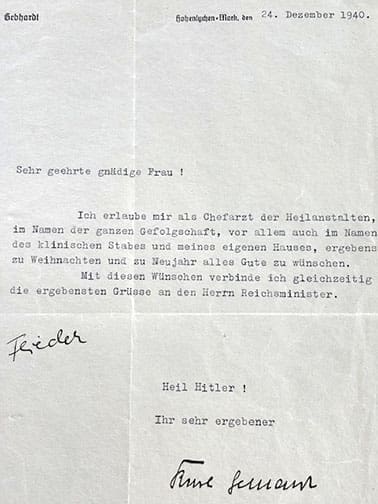 Gebhardt
Hohenlychen-Mark, den 24. Dezember 1940.
Sehr geehrte gnädige Frau !
Ich erlaube mir als Chefarzt der Heilanstalten,
im Namen der ganzen Gefolgschaft, vor allem auch im Namen
des klinischen Stabes und meines eigenen Hauses, ergebens
zu Weihnachten und zu Neujahr alles Gute zu wünschen.
Mit diesen Wünschen verbinde ich gleichzeitig
die ergebensten Grüsse an den Herrn Reichsminister.
Heil Hitler !
Ihr sehr ergebener